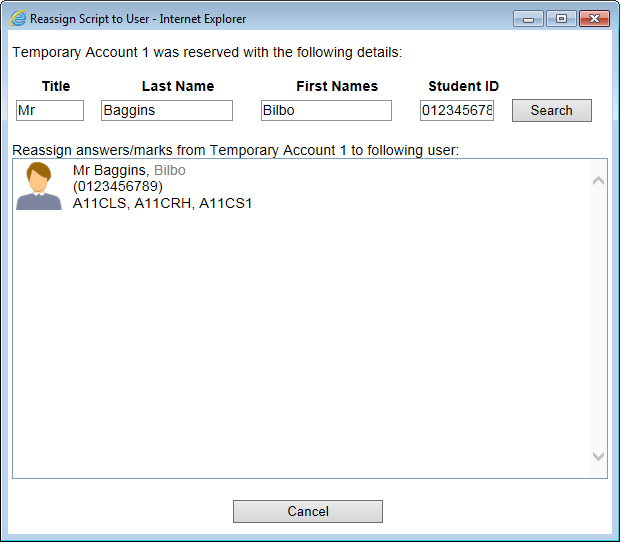 Reassign Script to User - Internet Explorer
Temporary Account 1 was reserved with the following details:
Title Last Name First Names Student ID
Mr Baggins Bilbo 012345678 Search
Reassign answers/marks from Temporary Account 1 to following user:
Mr Baggins, Bilbo
(0123456789)
A11CLS, A11CRH, A11CS1
Cancel